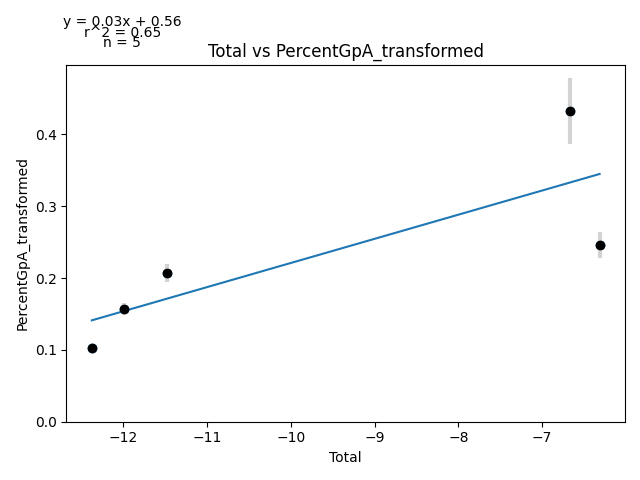 y = 0.03x + 0.56
r^2 = 0.65
n = 5
Total vs PercentGpA_transformed
PercentGpA_transformed
0.4
0.3
0.2
0.1
0.0
−12 −11 −10 −9 −8 −7
Total